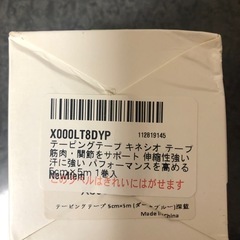 X000LT8DYP
112819145
テーピングテープ キネシオ テープ
筋肉・関節をサポート 伸縮性強い
汗に強い パフォーマンスを高める
5cm×5m 1巻入
New item
このラベルはきれいにはがせます
テーピングテープ 5cm×5m (ダークブルー) 深藍
Made in china